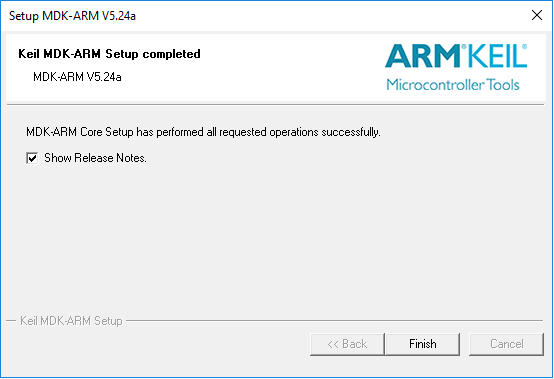 Setup MDK-ARM V5.24a
Keil MDK-ARM Setup completed
MDK-ARM V5.24a
ARM®KEIL®
Microcontroller Tools
MDK-ARM Core Setup has performed all requested operations successfully.
Show Release Notes.
Keil MDK-ARM Setup
<< Back
Finish
Cancel